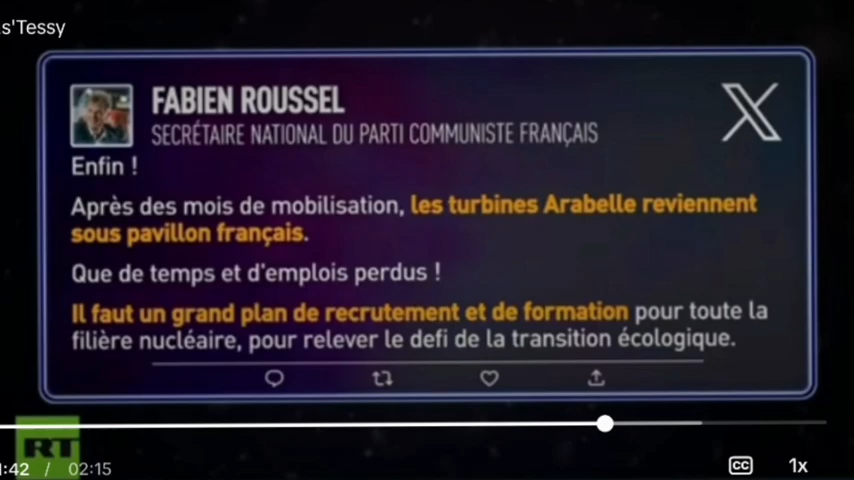 s'Tessy
FABIEN ROUSSEL
SECRÉTAIRE NATIONAL DU PARTI COMMUNISTE FRANÇAIS
Enfin !
Après des mois de mobilisation, les turbines Arabelle reviennent
sous pavillon français.
Que de temps et d'emplois perdus !
Il faut un grand plan de recrutement et de formation pour toute la
filière nucléaire, pour relever le defi de la transition écologique.
RT
:42 / 02:15
CC
1x